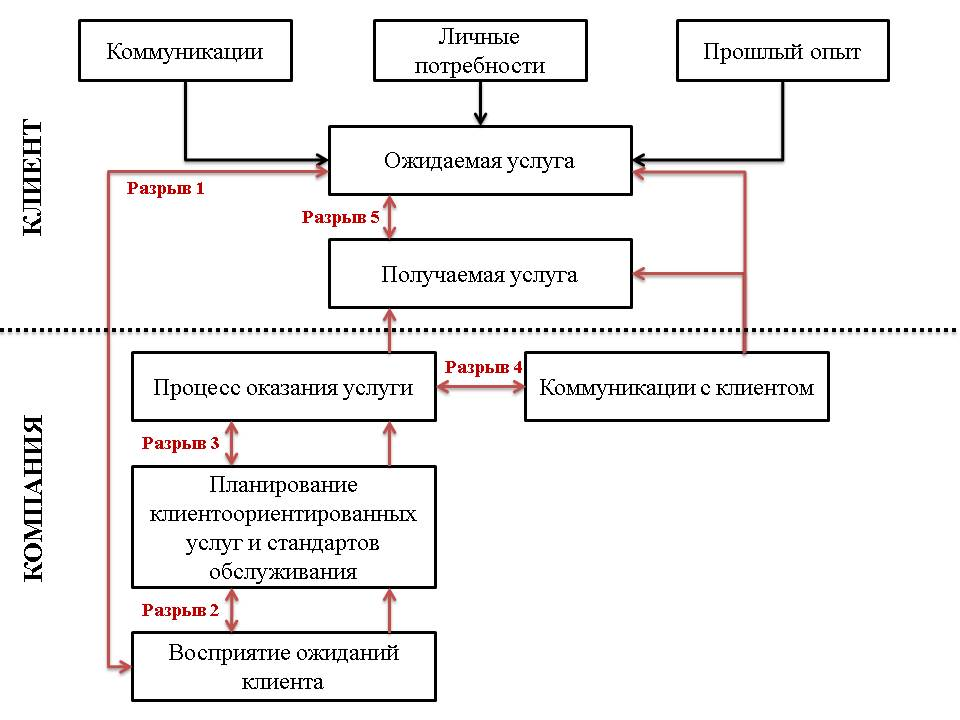 Коммуникации
Личные
потребности
Прошлый опыт
КЛИЕНТ
Ожидаемая услуга
Разрыв 1
Разрыв 5
Получаемая услуга
КОМПАНИЯ
Процесс оказания услуги
Разрыв 4
Коммуникации с клиентом
Разрыв 3
Планирование
клиентоориентированных
услуг и стандартов
обслуживания
Разрыв 2
Восприятие ожиданий
клиента